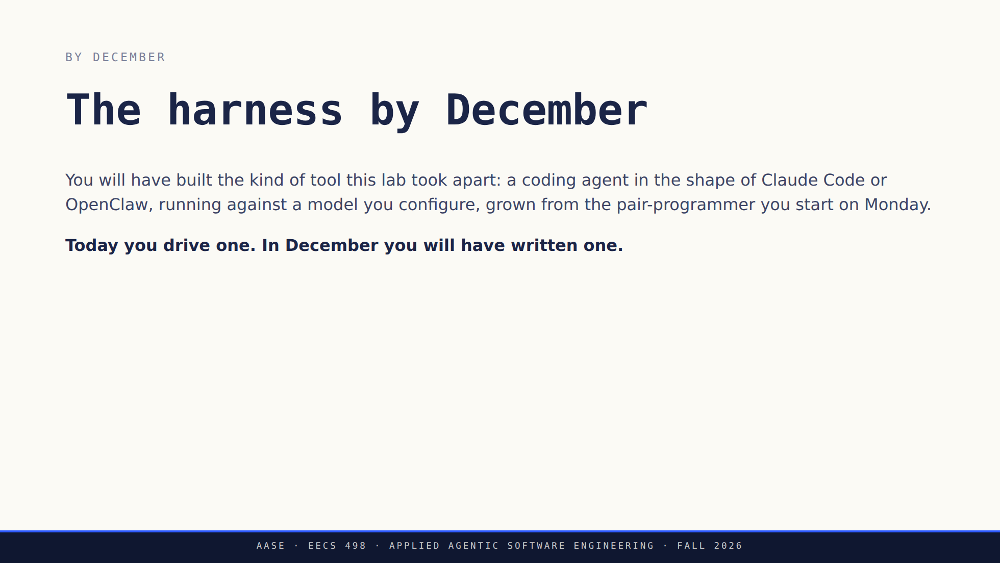 BY DECEMBER
The harness by December
You will have built the kind of tool this lab took apart: a coding agent in the shape of Claude Code or
OpenClaw, running against a model you configure, grown from the pair-programmer you start on Monday.
Today you drive one. In December you will have written one.
AASE · EECS 498 · APPLIED AGENTIC SOFTWARE ENGINEERING · FALL 2026